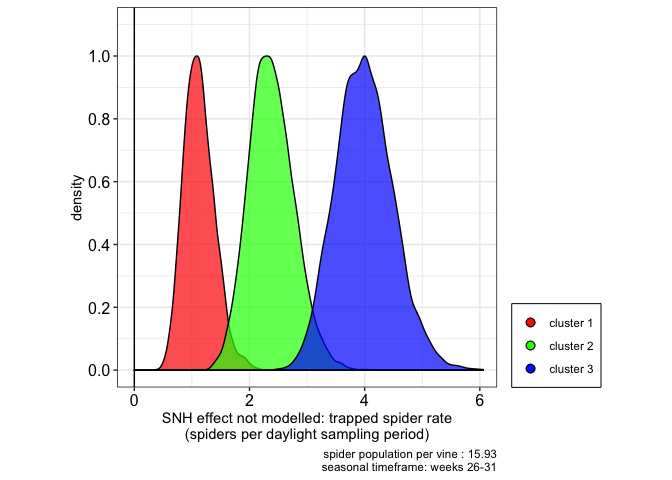 1.0
0.8
0.6
0.4
0.2
0.0
density
0 2 4 6
SNH effect not modelled: trapped spider rate
(spiders per daylight sampling period)
cluster 1
cluster 2
cluster 3
spider population per vine : 15.93
seasonal timeframe: weeks 26-31